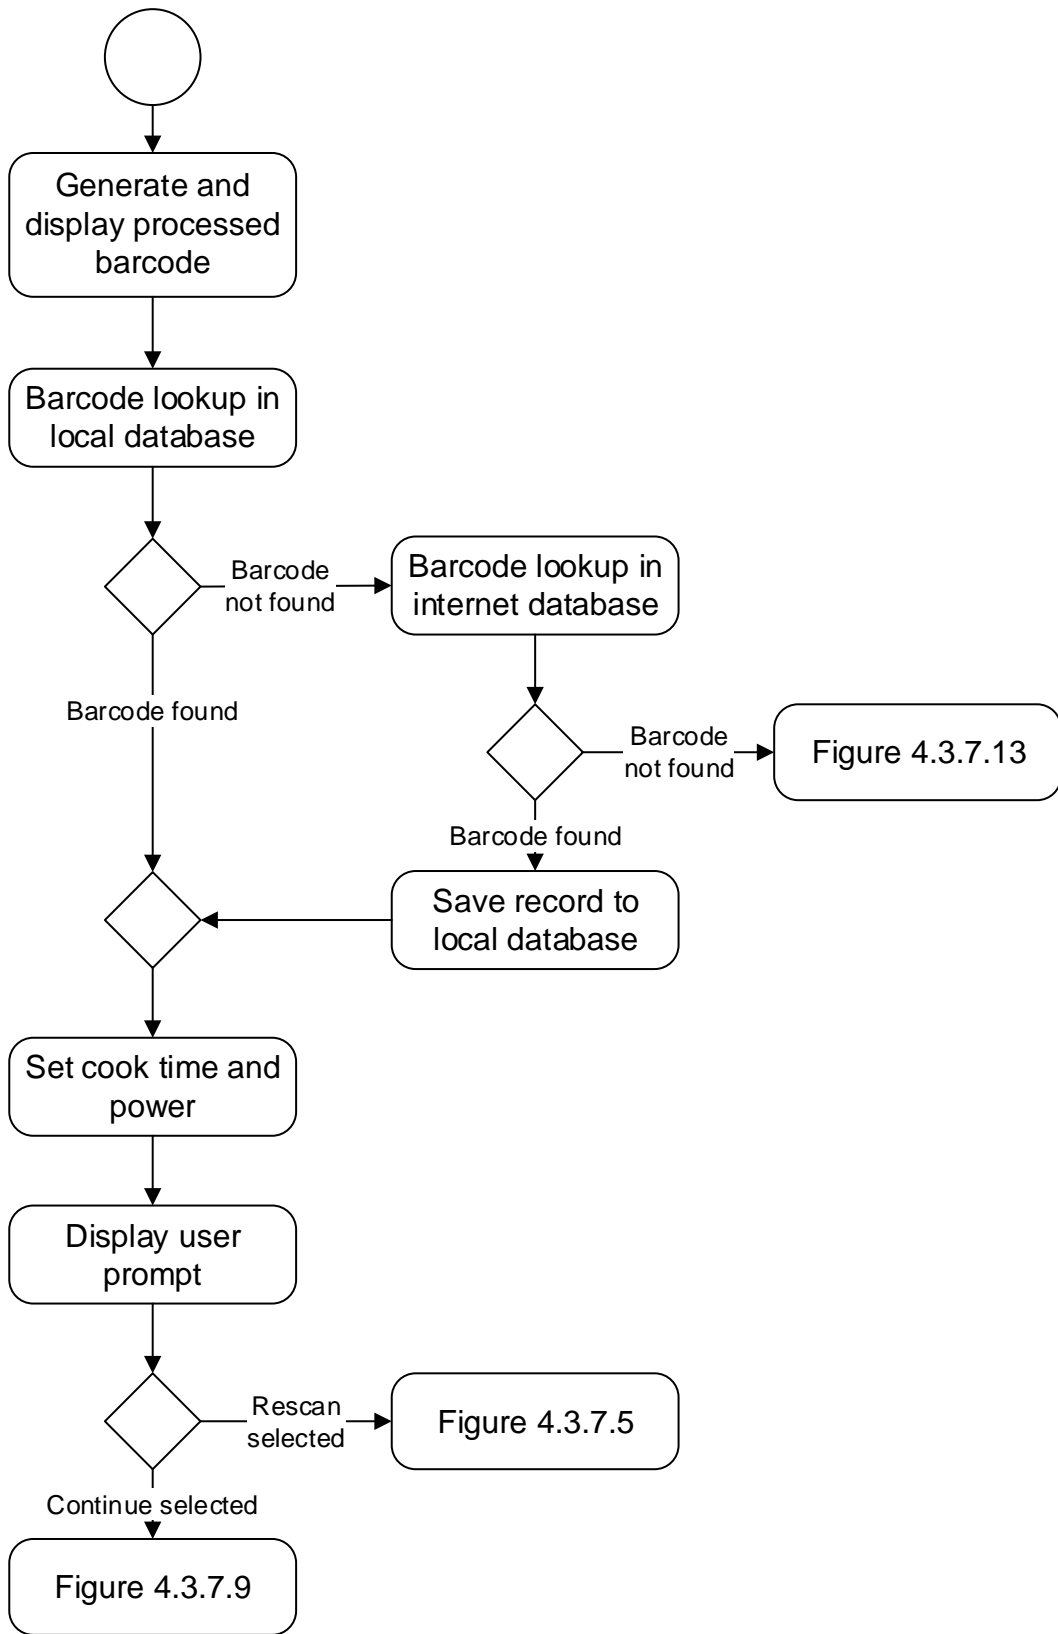 Generate and
display processed
barcode
Barcode lookup in
local database
Barcode
not found
Barcode lookup in
internet database
Barcode found
Barcode
not found
Figure 4.3.7.13
Barcode found
Save record to
local database
Set cook time and
power
Display user
prompt
Rescan
selected
Figure 4.3.7.5
Continue selected
Figure 4.3.7.9